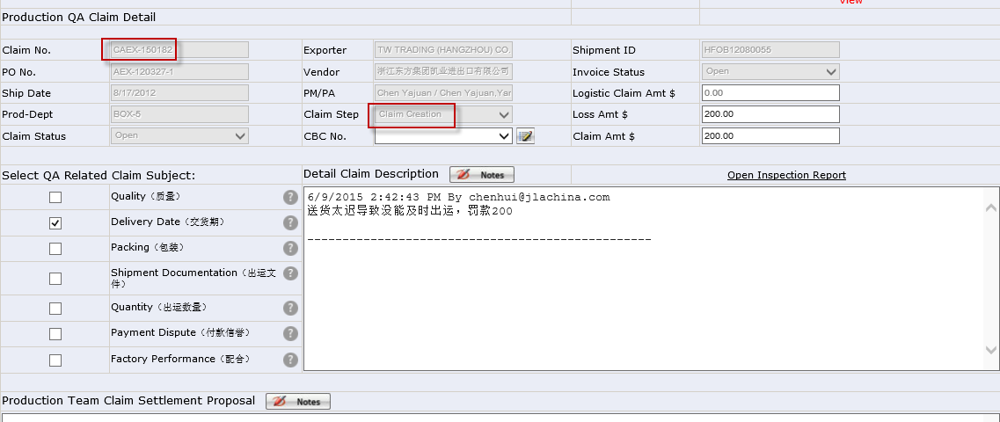 View
Production QA Claim Detail
Claim No. CAEX-150182 Exporter TW TRADING (HANGZHOU) CO. Shipment ID HFOB12080055
PO No. AEX-120327-1 Vendor 浙江东方集团凯业进出口有限公司 Invoice Status Open
Ship Date 8/17/2012 PM/PA Chen Yajuan / Chen Yajuan,Yan Logistic Claim Amt $ 0.00
Prod-Dept BOX-5 Claim Step Claim Creation Loss Amt $ 200.00
Claim Status Open CBC No. Claim Amt $ 200.00
Select QA Related Claim Subject: Detail Claim Description Notes Open Inspection Report
Quality（质量） ?
Delivery Date（交货期） ?
Packing（包装） ?
Shipment Documentation（出运文
件） ?
Quantity（出运数量） ?
Payment Dispute（付款信誉） ?
Factory Performance（配合） ?
6/9/2015 2:42:43 PM By chenhui@jlachina.com
送货太迟导致没能及时出运，罚款200
-------------------------------------------------
Production Team Claim Settlement Proposal Notes